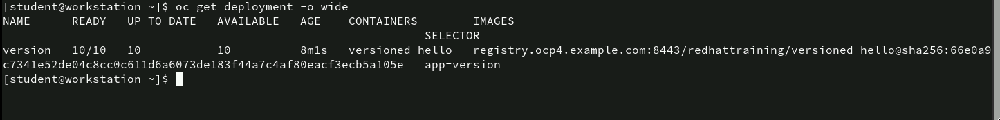 [student@workstation ~]$ oc get deployment -o wide
NAME      READY   UP-TO-DATE   AVAILABLE   AGE    CONTAINERS        IMAGES
                                                             SELECTOR
version   10/10   10           10          8m1s   versioned-hello   registry.ocp4.example.com:8443/redhattraining/versioned-hello@sha256:66e0a9
c7341e52de04c8cc0c611d6a6073de183f44a7c4af80eacf3ecb5a105e   app=version
[student@workstation ~]$